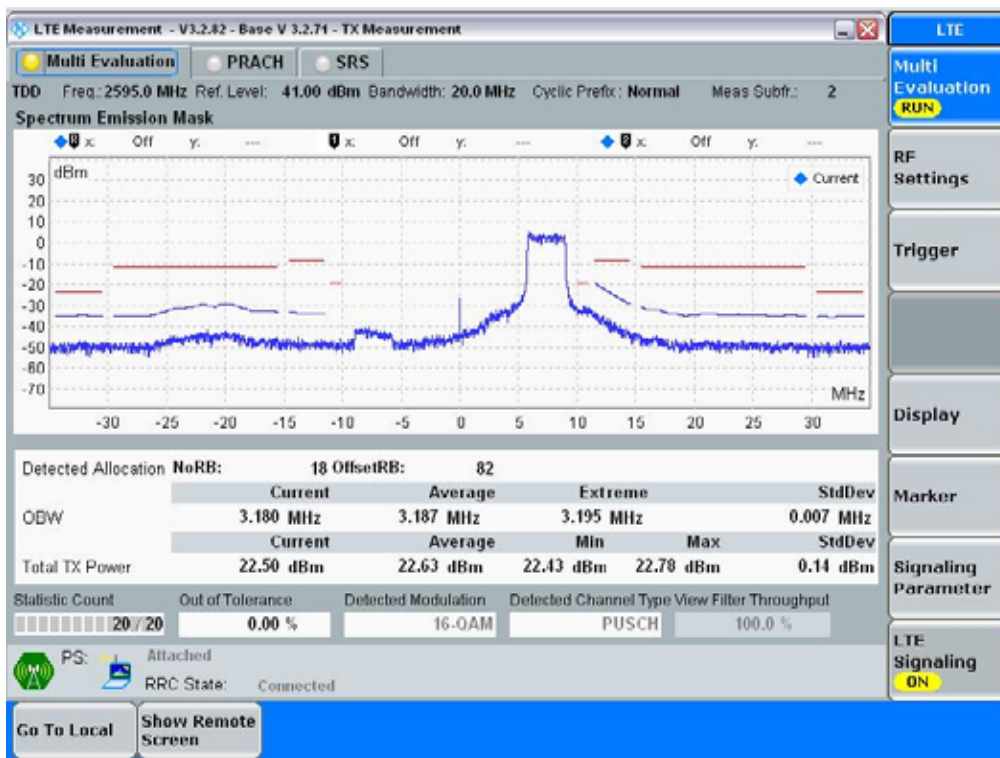 LTE Measurement - V3.2.82 - Base V 3.2.71 - TX Measurement
LTE
Multi Evaluation PRACH SRS
Multi
Evaluation
RUN
TDD Freq.: 2595.0 MHz Ref. Level: 41.00 dBm Bandwidth: 20.0 MHz Cyclic Prefix: Normal Meas Subfr.: 2
Spectrum Emission Mask
x: Off y: --- 1 x: Off y: --- x: Off y: ---
dBm
Current
30
20
10
0
-10
-20
-30
-40
-50
-60
-70
MHz
-30 -25 -20 -15 -10 -5 0 5 10 15 20 25 30
RF
Settings
Trigger
Display
Marker
Signaling
Parameter
LTE
Signaling
ON
Detected Allocation NoRB: 18 OffsetRB: 82
Current Average Extreme StdDev
OBW 3.180 MHz 3.187 MHz 3.195 MHz 0.007 MHz
Current Average Min Max StdDev
Total TX Power 22.50 dBm 22.63 dBm 22.43 dBm 22.78 dBm 0.14 dBm
Statistic Count Out of Tolerance Detected Modulation Detected Channel Type View Filter Throughput
20 / 20 0.00 % 16-QAM PUSCH 100.0 %
PS: Attached
RRC State: Connected
Go To Local
Show Remote
Screen